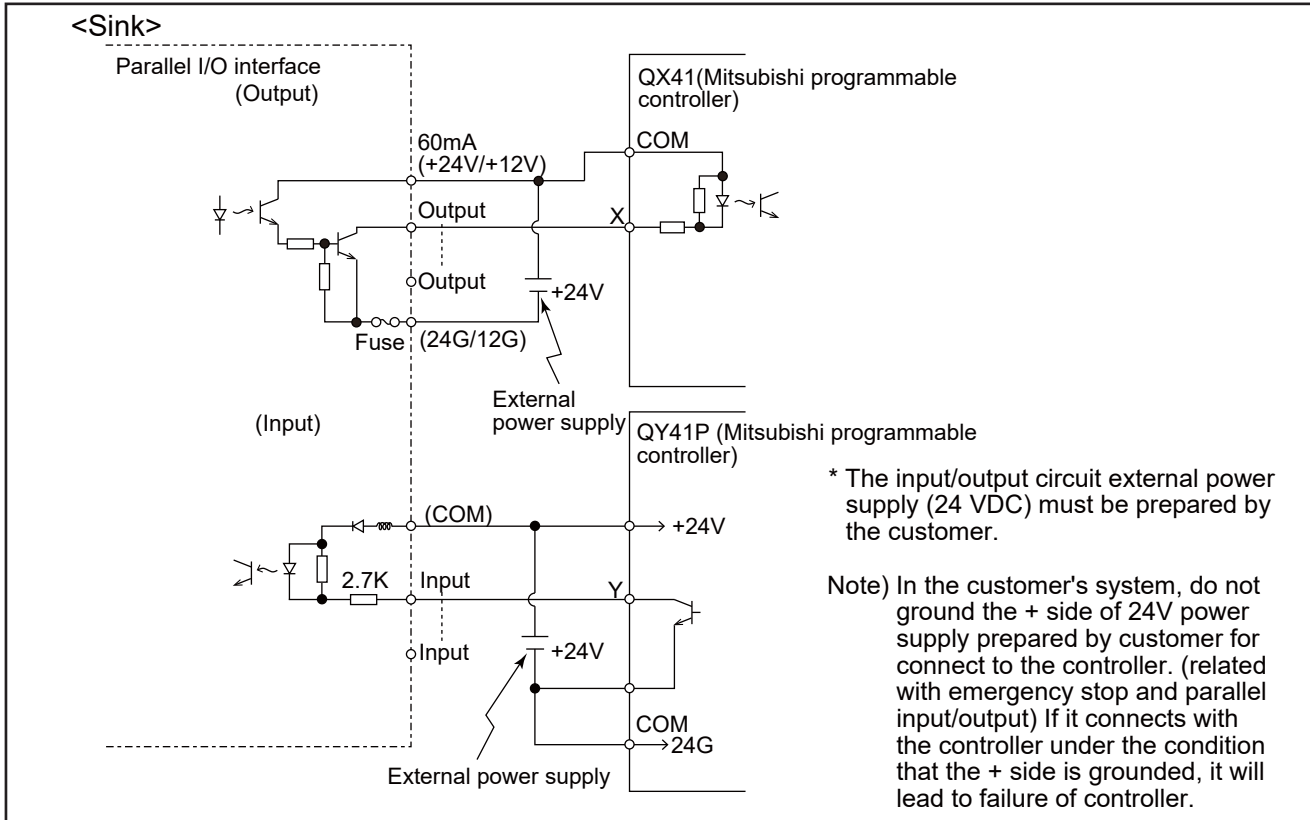 <Sink>
Parallel I/O interface
(Output)
QX41(Mitsubishi programmable
controller)
60mA
(+24V/+12V)
COM
Output
X
Output
+24V
Fuse
(24G/12G)
External
power supply
(Input)
QY41P (Mitsubishi programmable
controller)
(COM)
+24V
2.7K
Input
Y
Input
+24V
COM
24G
External power supply
* The input/output circuit external power
supply (24 VDC) must be prepared by
the customer.
Note) In the customer's system, do not
ground the + side of 24V power
supply prepared by customer for
connect to the controller. (related
with emergency stop and parallel
input/output) If it connects with
the controller under the condition
that the + side is grounded, it will
lead to failure of controller.